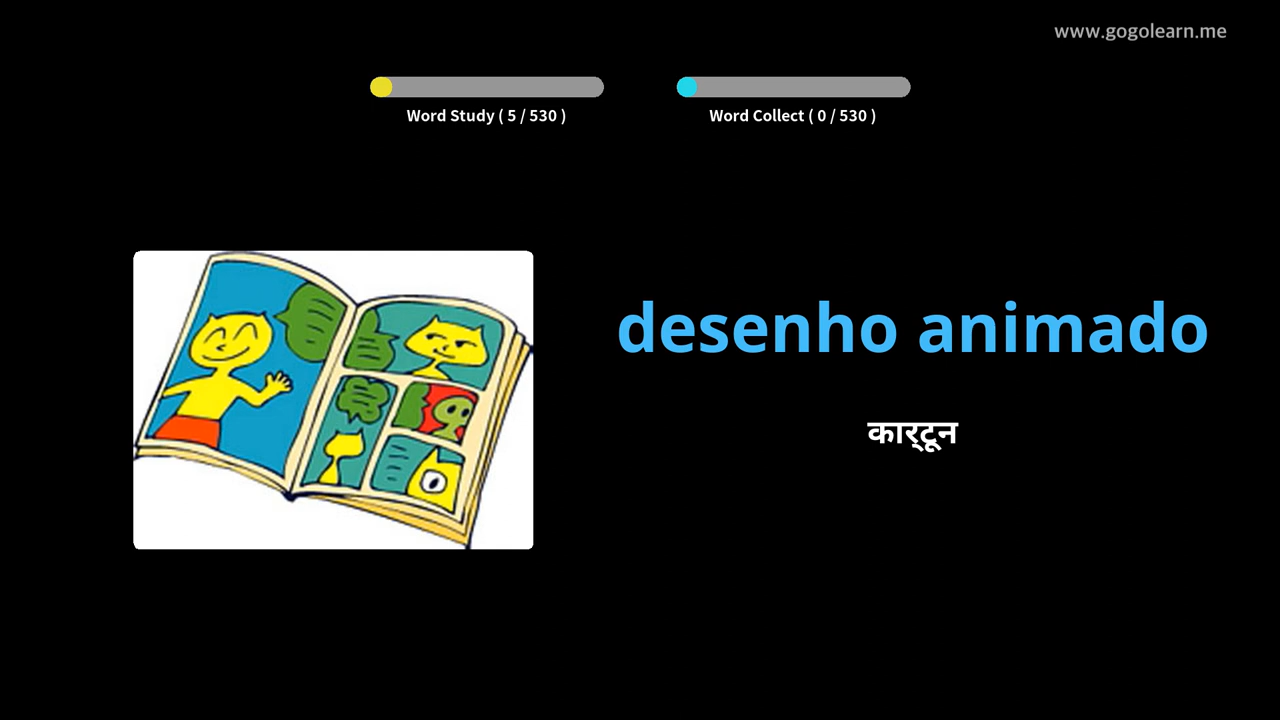 www.gogolearn.me
Word Study ( 5 / 530 )
Word Collect ( 0 / 530 )
desenho animado
कार्टून